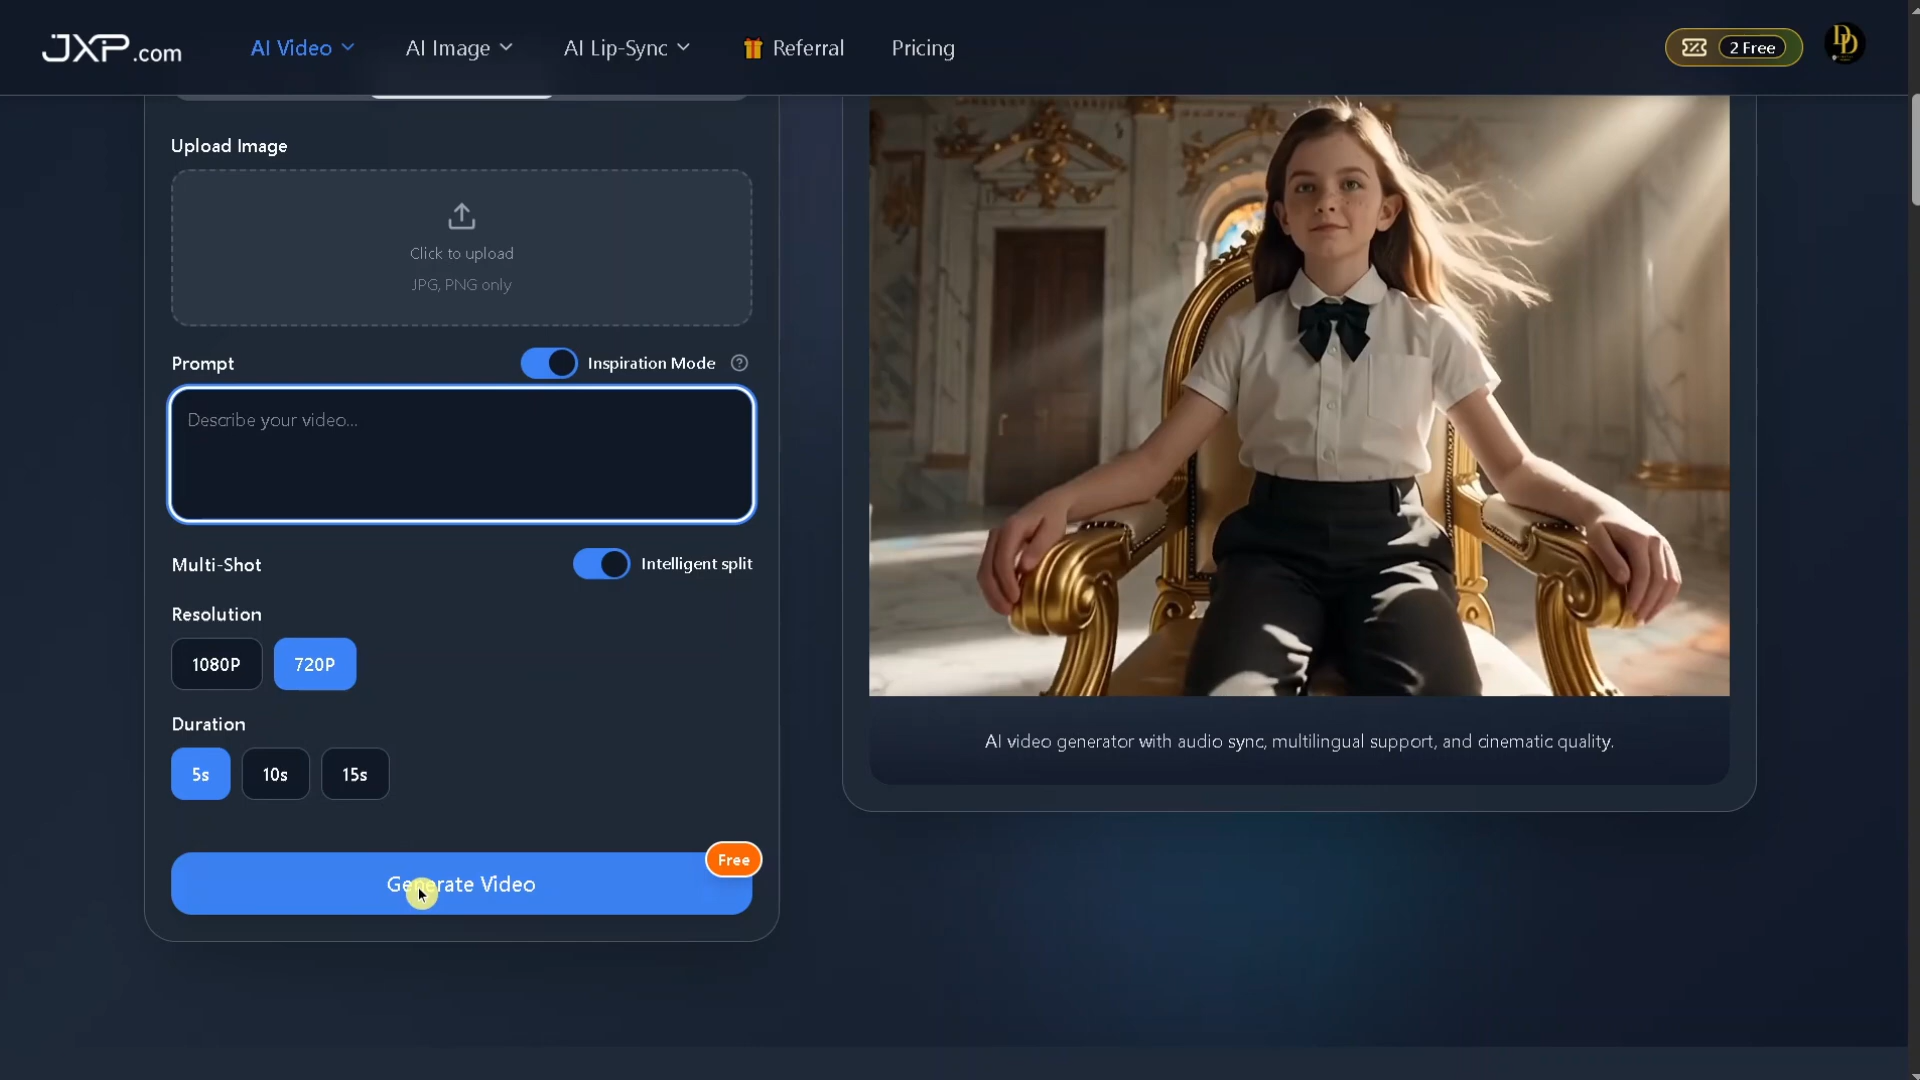 JXP.com
AI Video
AI Image
AI Lip-Sync
Referral
Pricing
2 Free
DD
Upload Image
Click to upload
JPG, PNG only
Prompt
Inspiration Mode
?
Describe your video...
Multi-Shot
Intelligent split
Resolution
1080P
720P
Duration
5s
10s
15s
Free
Generate Video
AI video generator with audio sync, multilingual support, and cinematic quality.